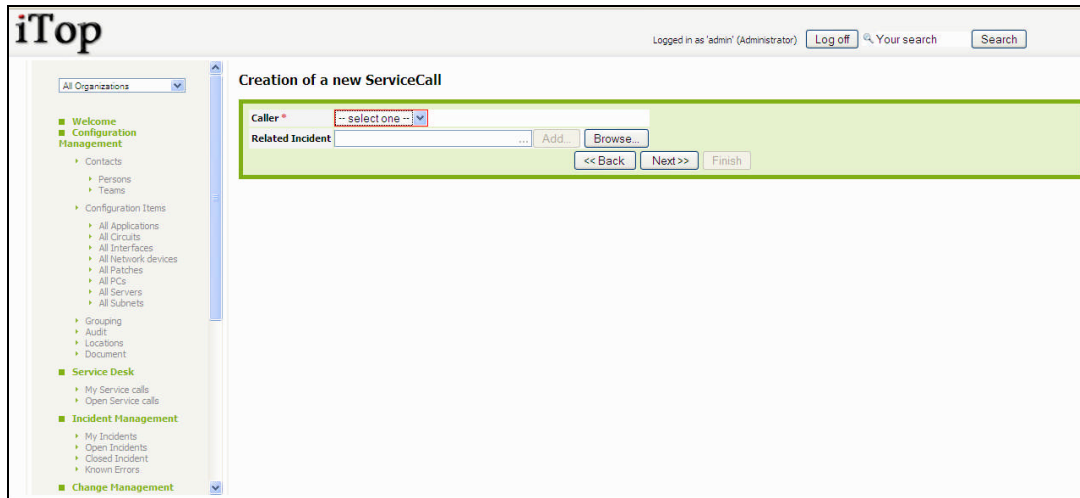 iTop
Logged in as 'admin' (Administrator) Log off Your search Search
All Organizations
Welcome
Configuration
Management
Contacts
Persons
Teams
Configuration Items
All Applications
All Circuits
All Interfaces
All Network devices
All Patches
All PCs
All Servers
All Subnets
Grouping
Audit
Locations
Document
Service Desk
My Service calls
Open Service calls
Incident Management
My Incidents
Open Incidents
Closed Incident
Known Errors
Change Management
Creation of a new ServiceCall
Caller * -- select one --
Related Incident ... Add... Browse...
<< Back Next >> Finish